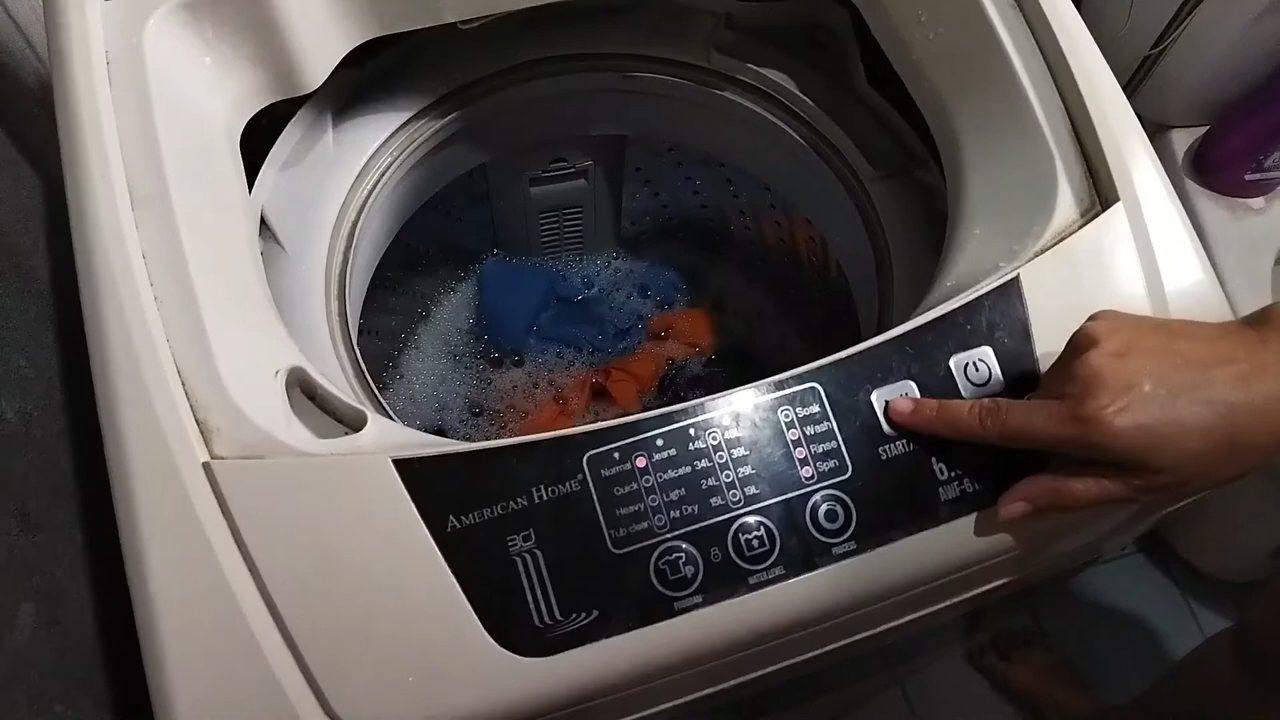 AMERICAN HOME
3d
Normal Jeans
Quick Delicate
Heavy Light
Tub clean Air Dry
44L 48L
34L 39L
24L 29L
15L 19L
Soak
Wash
Rinse
Spin
PROGRAM
WATER LEVEL
PROCESS
START/